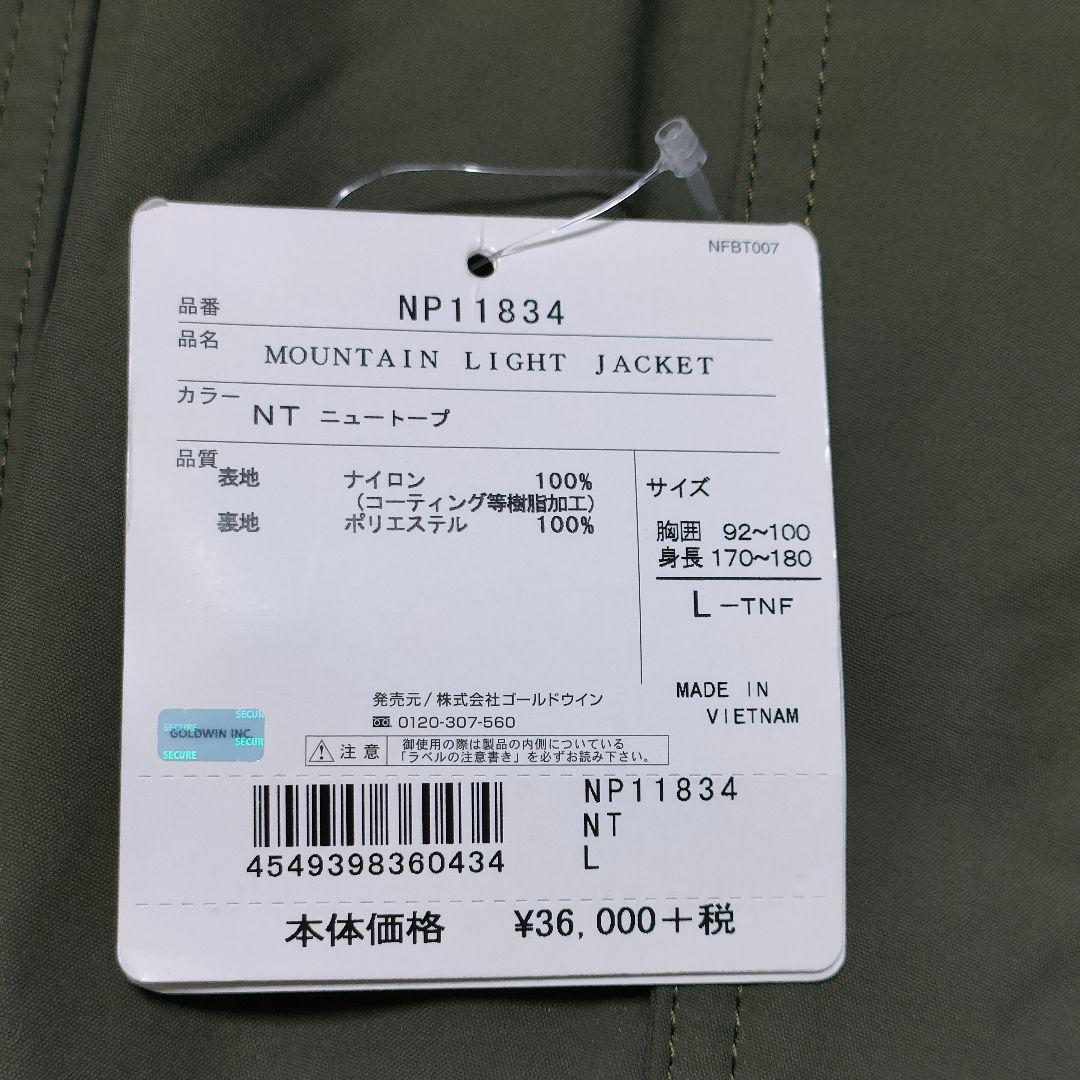 NFBT007
品番 NP11834
品名 MOUNTAIN LIGHT JACKET
カラー NT ニュートープ
品質
表地 ナイロン 100%
(コーティング等樹脂加工)
裏地 ポリエステル 100%
サイズ
胸囲 92~100
身長 170~180
L-TNF
MADE IN
VIETNAM
発売元/株式会社ゴールドウイン
0120-307-560
SECURE
SECURE
GOLDWIN INC.
SECURE
SECURE
注意
御使用の際は製品の内側についている
「ラベルの注意書き」を必ずお読み下さい。
4549398360434
NP11834
NT
L
本体価格 ¥36,000+税